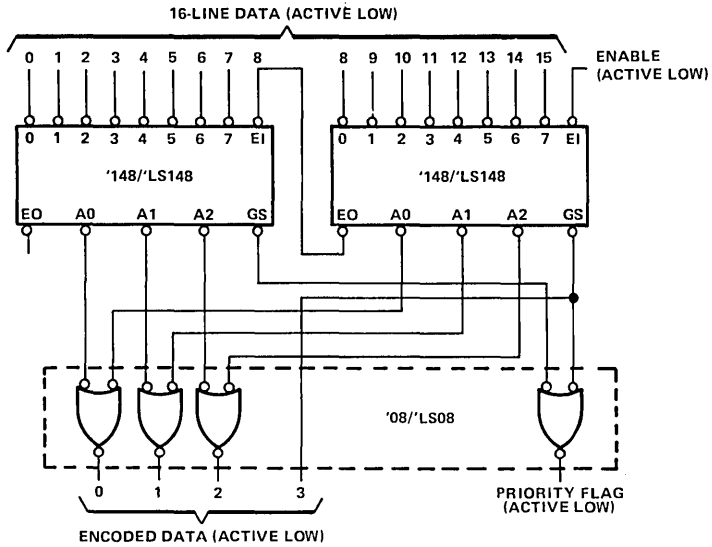 16-LINE DATA (ACTIVE LOW)
0 1 2 3 4 5 6 7 8 8 9 10 11 12 13 14 15 ENABLE
(ACTIVE LOW)
0 1 2 3 4 5 6 7 EI 0 1 2 3 4 5 6 7 EI
'148/'LS148 '148/'LS148
EO A0 A1 A2 GS EO A0 A1 A2 GS
'08/'LS08
0 1 2 3 PRIORITY FLAG
(ACTIVE LOW)
ENCODED DATA (ACTIVE LOW)